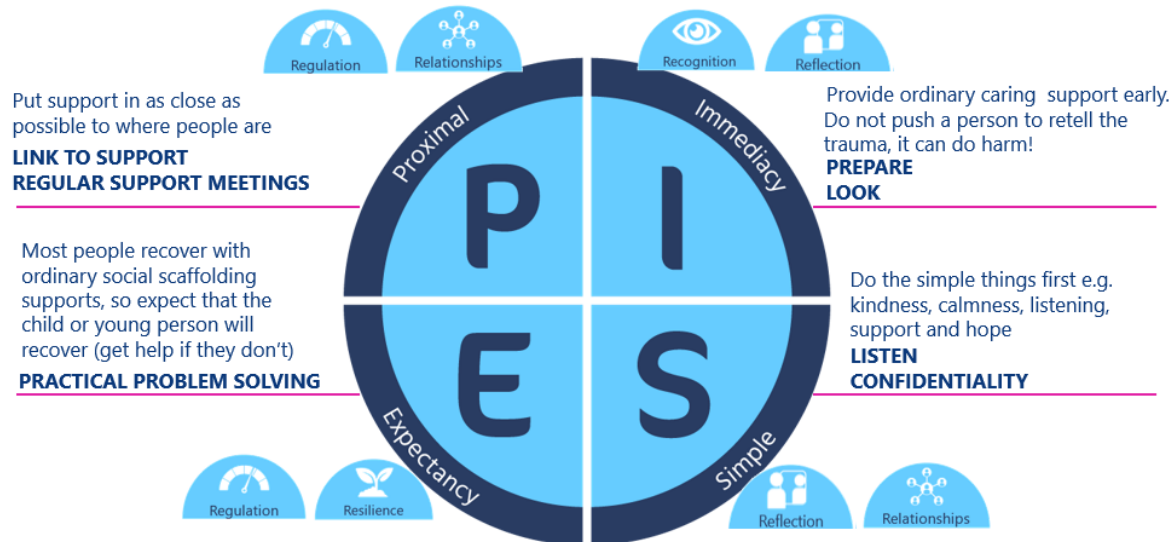 Regulation
Relationships
Recognition
Reflection
Put support in as close as
possible to where people are
LINK TO SUPPORT
REGULAR SUPPORT MEETINGS
Proximal
P
Immediacy
I
Provide ordinary caring  support early.
Do not push a person to retell the
trauma, it can do harm!
PREPARE
LOOK
Most people recover with
ordinary social scaffolding
supports, so expect that the
child or young person will
recover (get help if they don’t)
PRACTICAL PROBLEM SOLVING
Expectancy
E
Simple
S
Do the simple things first e.g.
kindness, calmness, listening,
support and hope
LISTEN
CONFIDENTIALITY
Regulation
Resilience
Reflection
Relationships